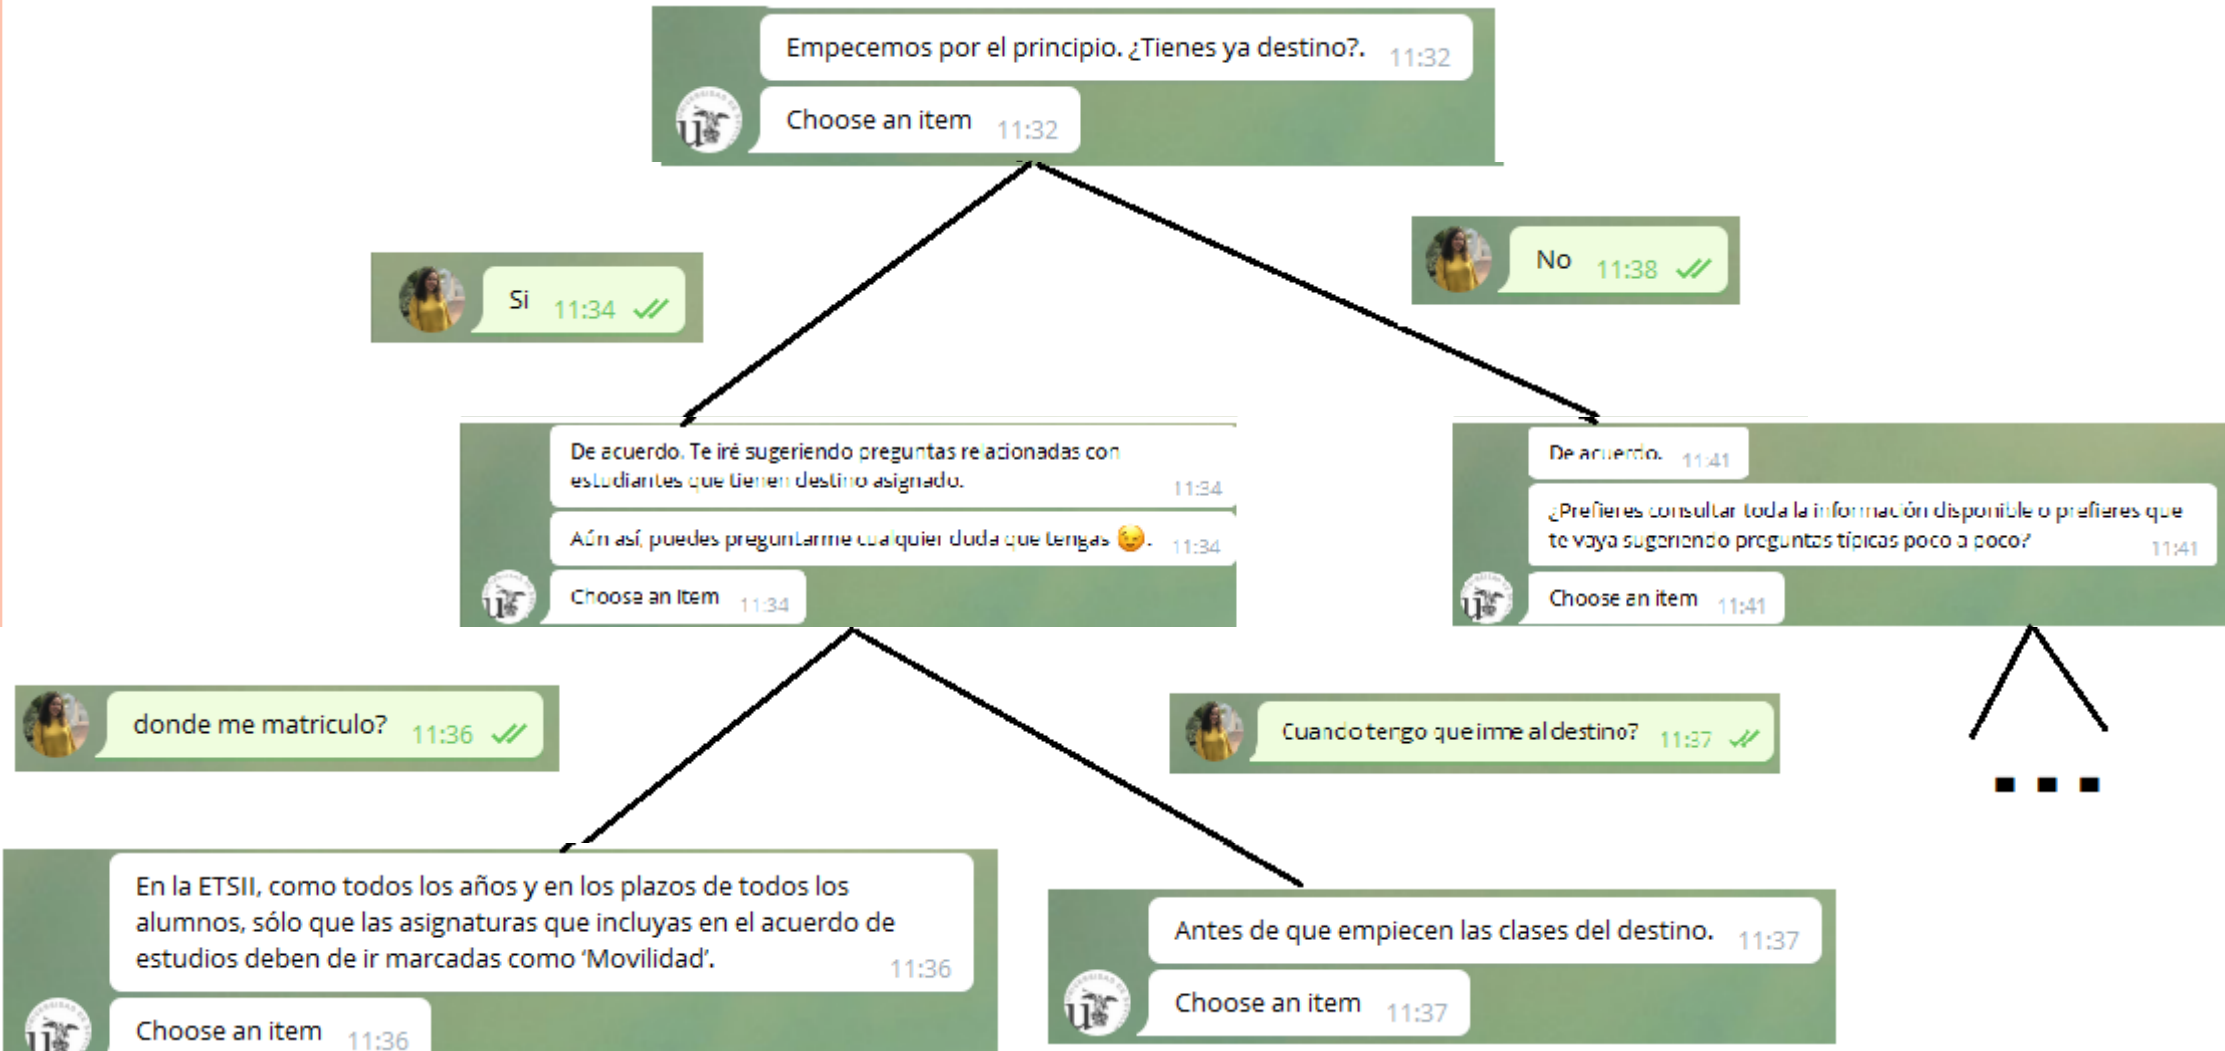 Empecemos por el principio. ¿Tienes ya destino?. 11:32
Choose an item 11:32
Si 11:34
No 11:38
De acuerdo. Te iré sugeriendo preguntas relacionadas con
estudiantes que tienen destino asignado. 11:34
Aún así, puedes preguntarme cualquier duda que tengas 😉. 11:34
Choose an item 11:34
De acuerdo. 11:41
¿Prefieres consultar toda la información disponible o prefieres que
te vaya sugeriendo preguntas típicas poco a poco? 11:41
Choose an item 11:41
donde me matriculo? 11:36
Cuando tengo que irme al destino? 11:37
...
En la ETSII, como todos los años y en los plazos de todos los
alumnos, sólo que las asignaturas que incluyas en el acuerdo de
estudios deben de ir marcadas como ‘Movilidad’. 11:36
Choose an item 11:36
Antes de que empiecen las clases del destino. 11:37
Choose an item 11:37